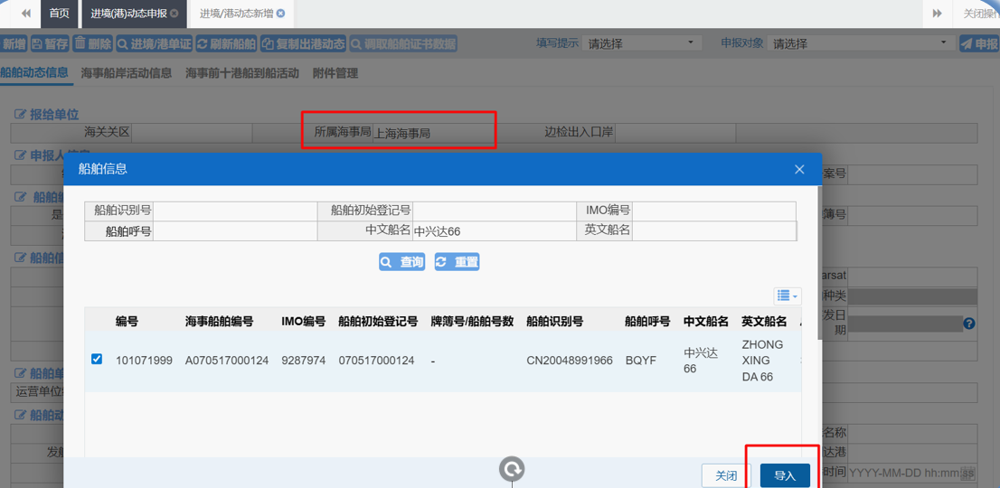 首页 进境(港)动态申报 进境/港动态新增 关闭操作
新增 暂存 删除 进境/港单证 刷新船舶 复制出港动态 调取船舶证书数据 填写提示 请选择 申报对象 请选择 申报
船舶动态信息 海事船岸活动信息 海事前十港船到船活动 附件管理
报给单位
海关关区 所属海事局 上海海事局 边检出入口岸
船舶信息
案号
船舶识别号 船舶初始登记号 IMO编号
簿号
船舶呼号 中文船名 中兴达66 英文船名
查询 重置
arsat
种类
编号 海事船舶编号 IMO编号 船舶初始登记号 牌簿号/船舶号数 船舶识别号 船舶呼号 中文船名 英文船名
发日期
101071999 A070517000124 9287974 070517000124 - CN20048991966 BQYF 中兴达66 ZHONG XING DA 66
船舶单
运营单位
船舶动
名称
发船
达港
关闭 导入
时间 YYYY-MM-DD hh:mm:ss